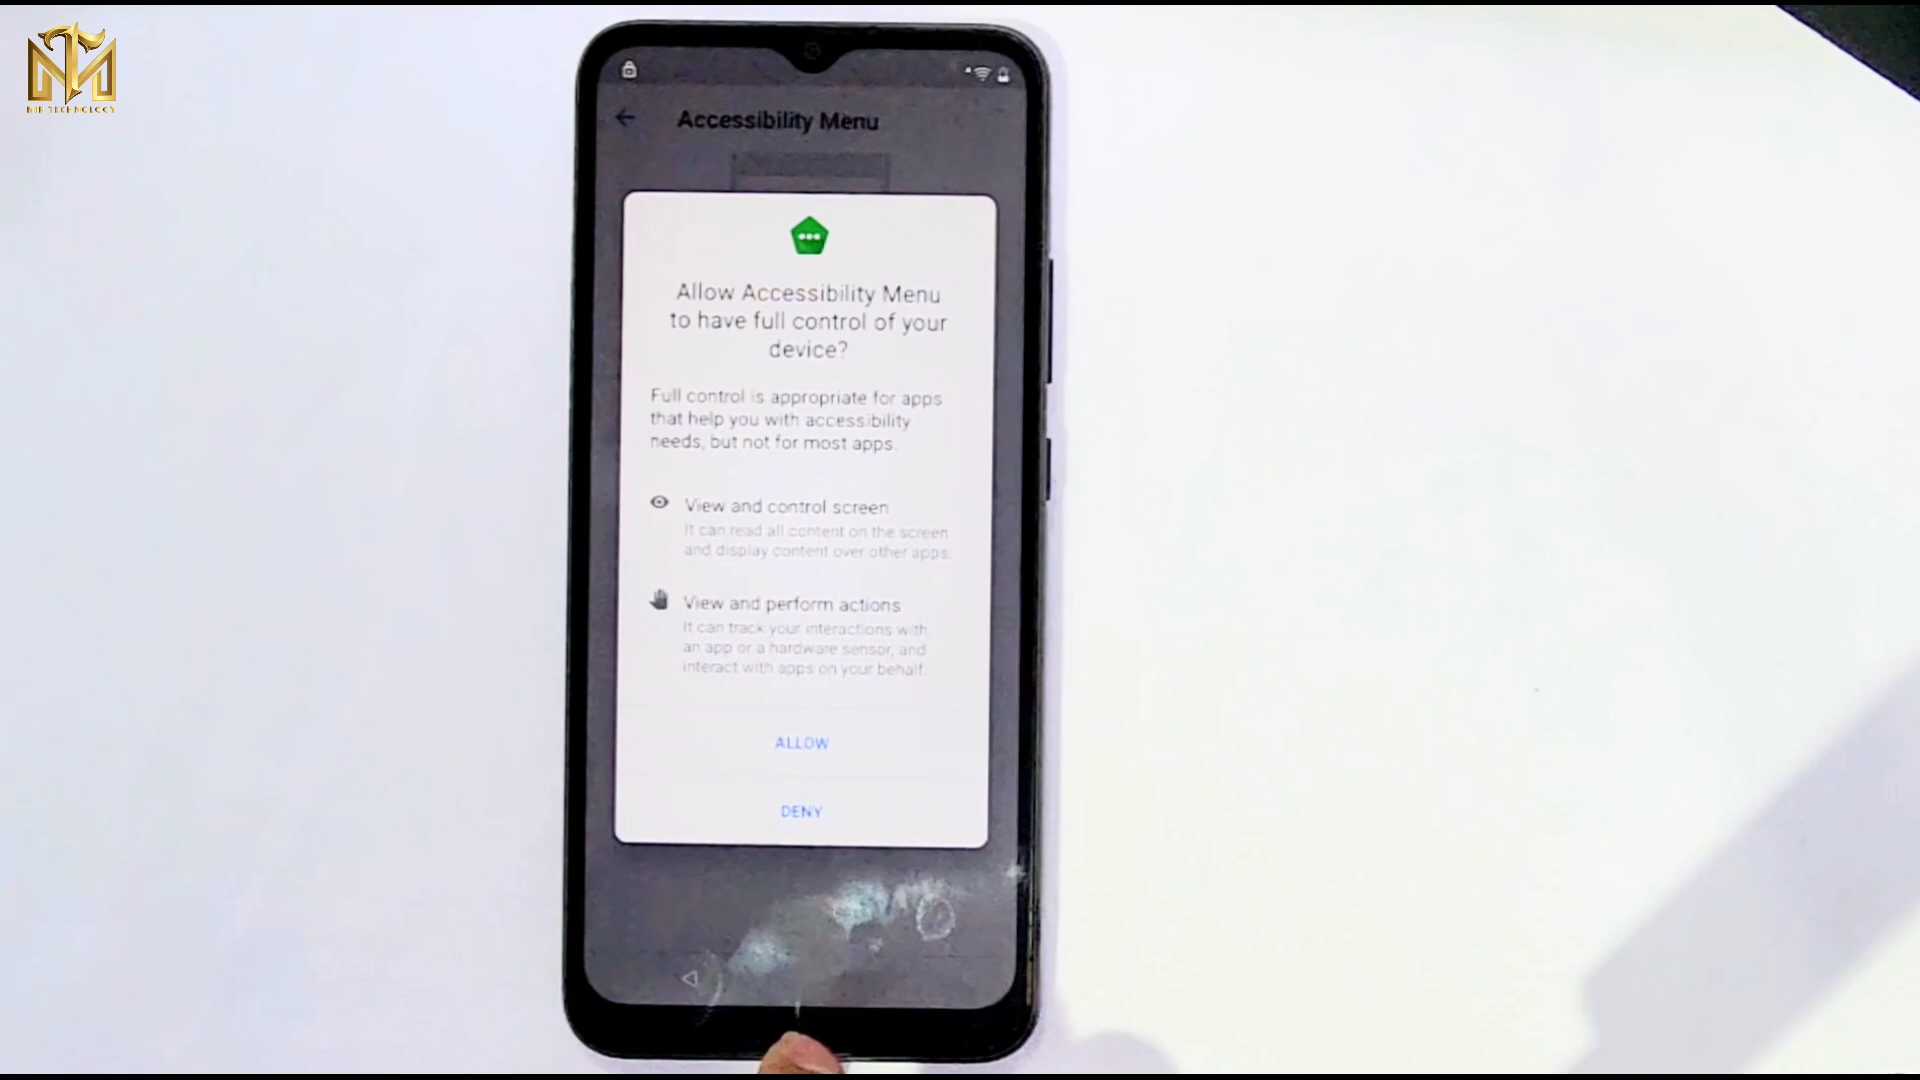 MIB TECHNOLOGY
Accessibility Menu
Allow Accessibility Menu
to have full control of your
device?
Full control is appropriate for apps
that help you with accessibility
needs, but not for most apps.
View and control screen
It can read all content on the screen
and display content over other apps.
View and perform actions
It can track your interactions with
an app or a hardware sensor, and
interact with apps on your behalf.
ALLOW
DENY